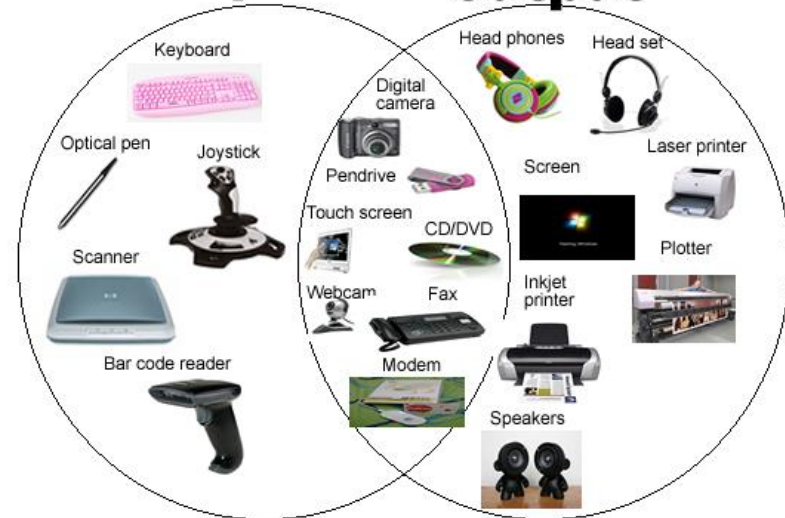 Keyboard
Optical pen
Joystick
Scanner
Bar code reader
Digital
camera
Pendrive
Touch screen
CD/DVD
Webcam
Fax
Modem
Head phones
Head set
Laser printer
Screen
Plotter
Inkjet
printer
Speakers